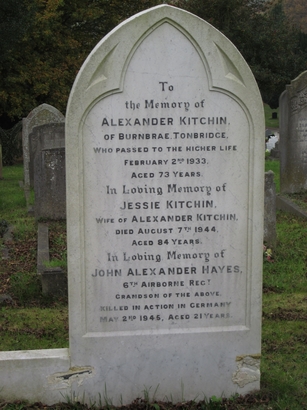 To
the Memory of
ALEXANDER KITCHIN,
OF BURNBRAE, TONBRIDGE,
WHO PASSED TO THE HIGHER LIFE
FEBRUARY 2ND 1933,
AGED 73 YEARS.
In Loving Memory of
JESSIE KITCHIN,
WIFE OF ALEXANDER KITCHIN,
DIED AUGUST 7TH 1944,
AGED 84 YEARS.
In Loving Memory of
JOHN ALEXANDER HAYES,
6TH AIRBORNE REGT
GRANDSON OF THE ABOVE,
KILLED IN ACTION IN GERMANY
MAY 2ND 1945, AGED 21 YEARS.